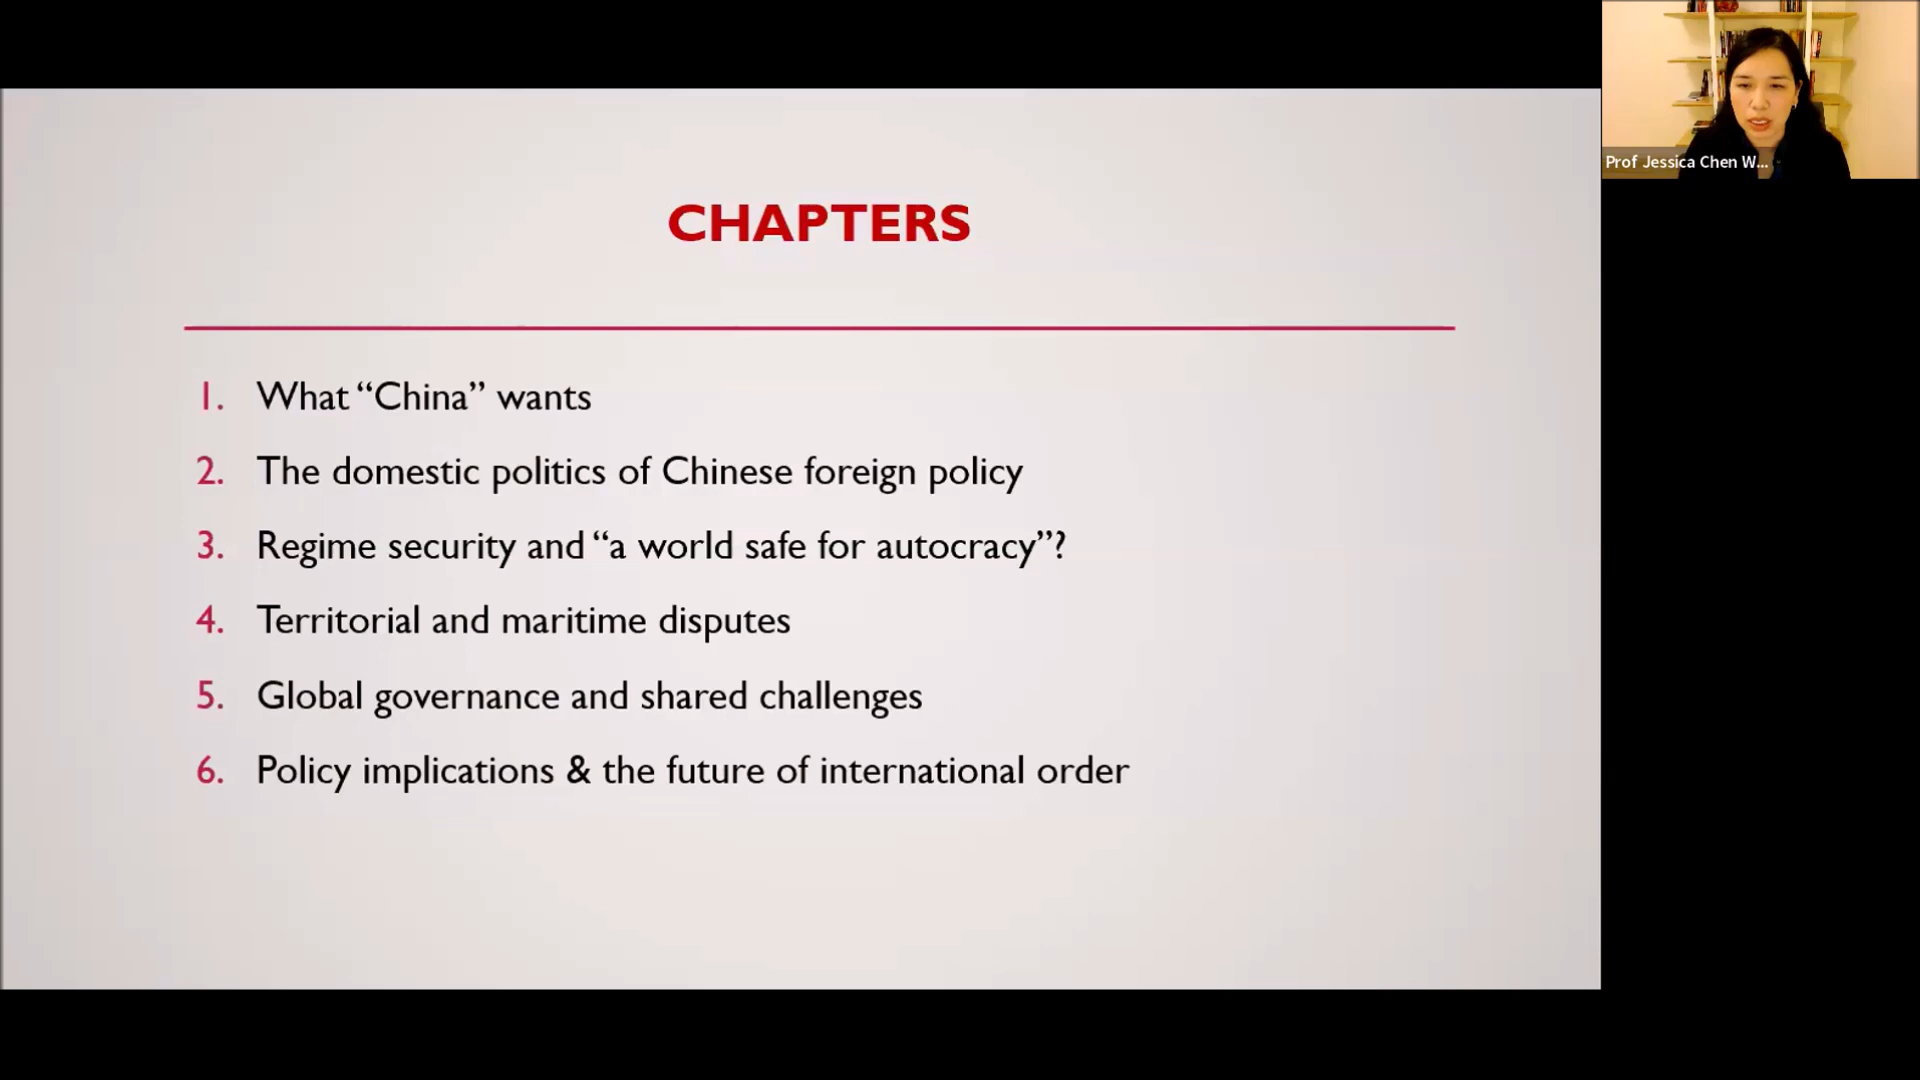 CHAPTERS
1. What “China” wants
2. The domestic politics of Chinese foreign policy
3. Regime security and “a world safe for autocracy”?
4. Territorial and maritime disputes
5. Global governance and shared challenges
6. Policy implications & the future of international order
Prof Jessica Chen W...